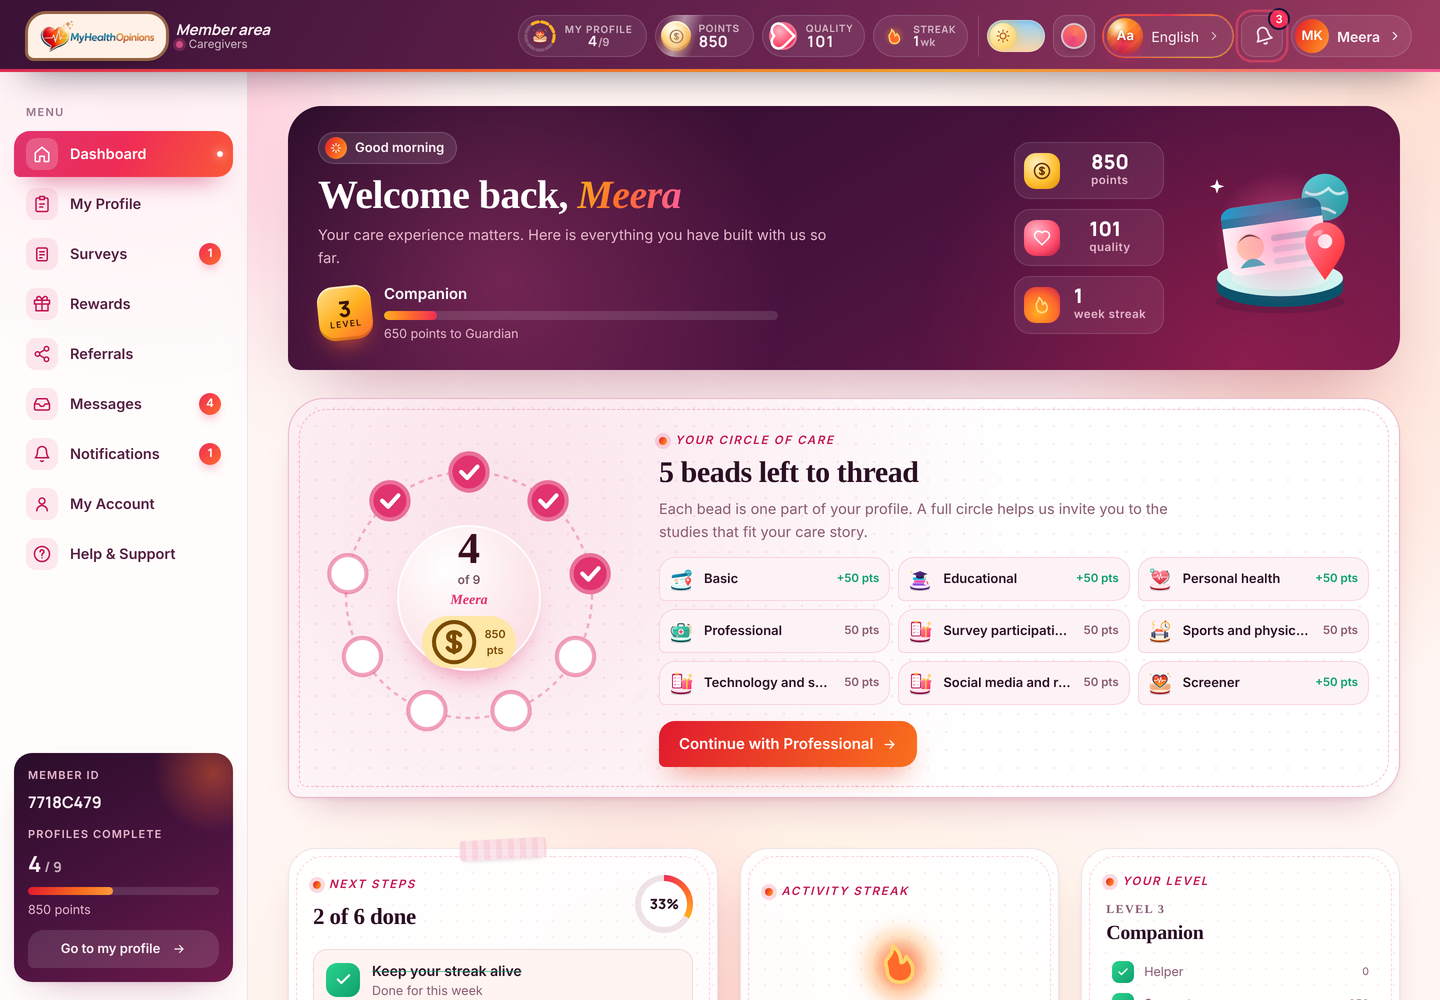 MyHealthOpinions
Member area
Caregivers
MY PROFILE
4/9
POINTS
850
QUALITY
101
STREAK
1wk
Aa
English
3
MK
Meera
MENU
Dashboard
My Profile
Surveys
1
Rewards
Referrals
Messages
4
Notifications
1
My Account
Help & Support
MEMBER ID
7718C479
PROFILES COMPLETE
4 / 9
850 points
Go to my profile
Good morning
Welcome back, Meera
Your care experience matters. Here is everything you have built with us so
far.
3
LEVEL
Companion
650 points to Guardian
850
points
101
quality
1
week streak
4
of 9
Meera
850
pts
YOUR CIRCLE OF CARE
5 beads left to thread
Each bead is one part of your profile. A full circle helps us invite you to the
studies that fit your care story.
Basic
+50 pts
Educational
+50 pts
Personal health
+50 pts
Professional
50 pts
Survey participati...
50 pts
Sports and physic...
50 pts
Technology and s...
50 pts
Social media and r...
50 pts
Screener
+50 pts
Continue with Professional
NEXT STEPS
2 of 6 done
33%
Keep your streak alive
Done for this week
ACTIVITY STREAK
YOUR LEVEL
LEVEL 3
Companion
Helper
0